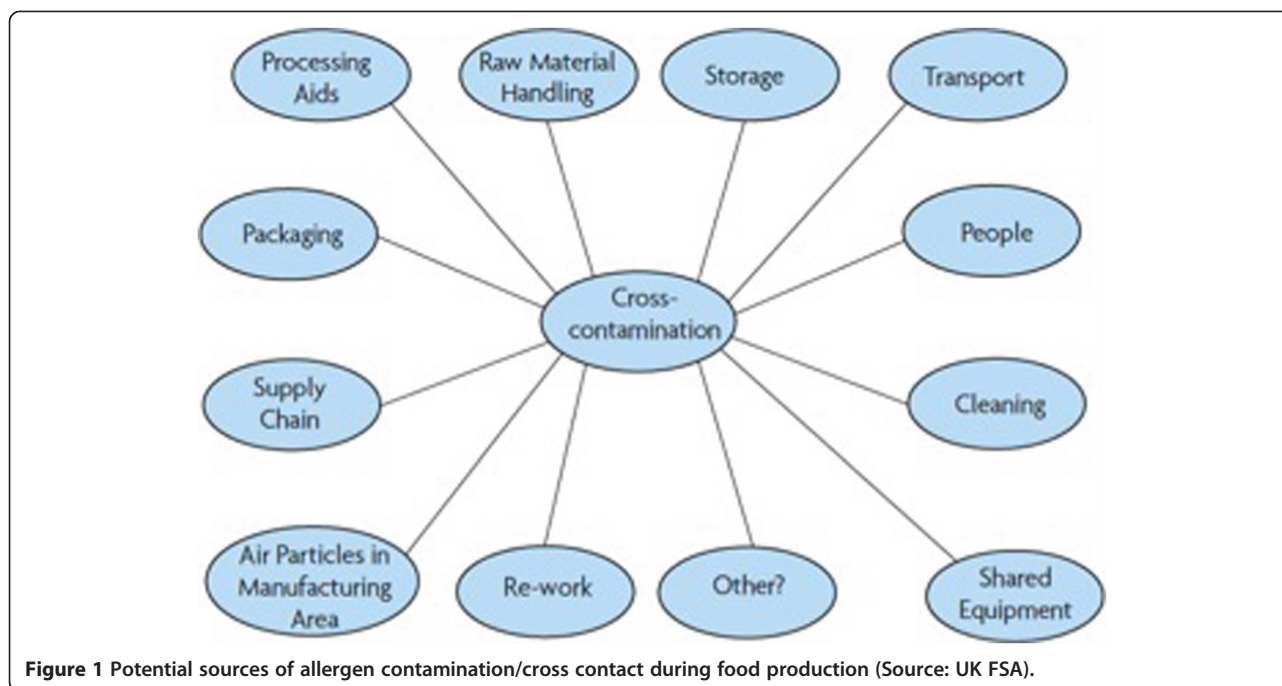 Processing
Aids
Raw Material
Handling
Storage
Transport
Packaging
People
Cross-
contamination
Supply
Chain
Cleaning
Air Particles in
Manufacturing
Area
Re-work
Other?
Shared
Equipment
Figure 1 Potential sources of allergen contamination/cross contact during food production (Source: UK FSA).